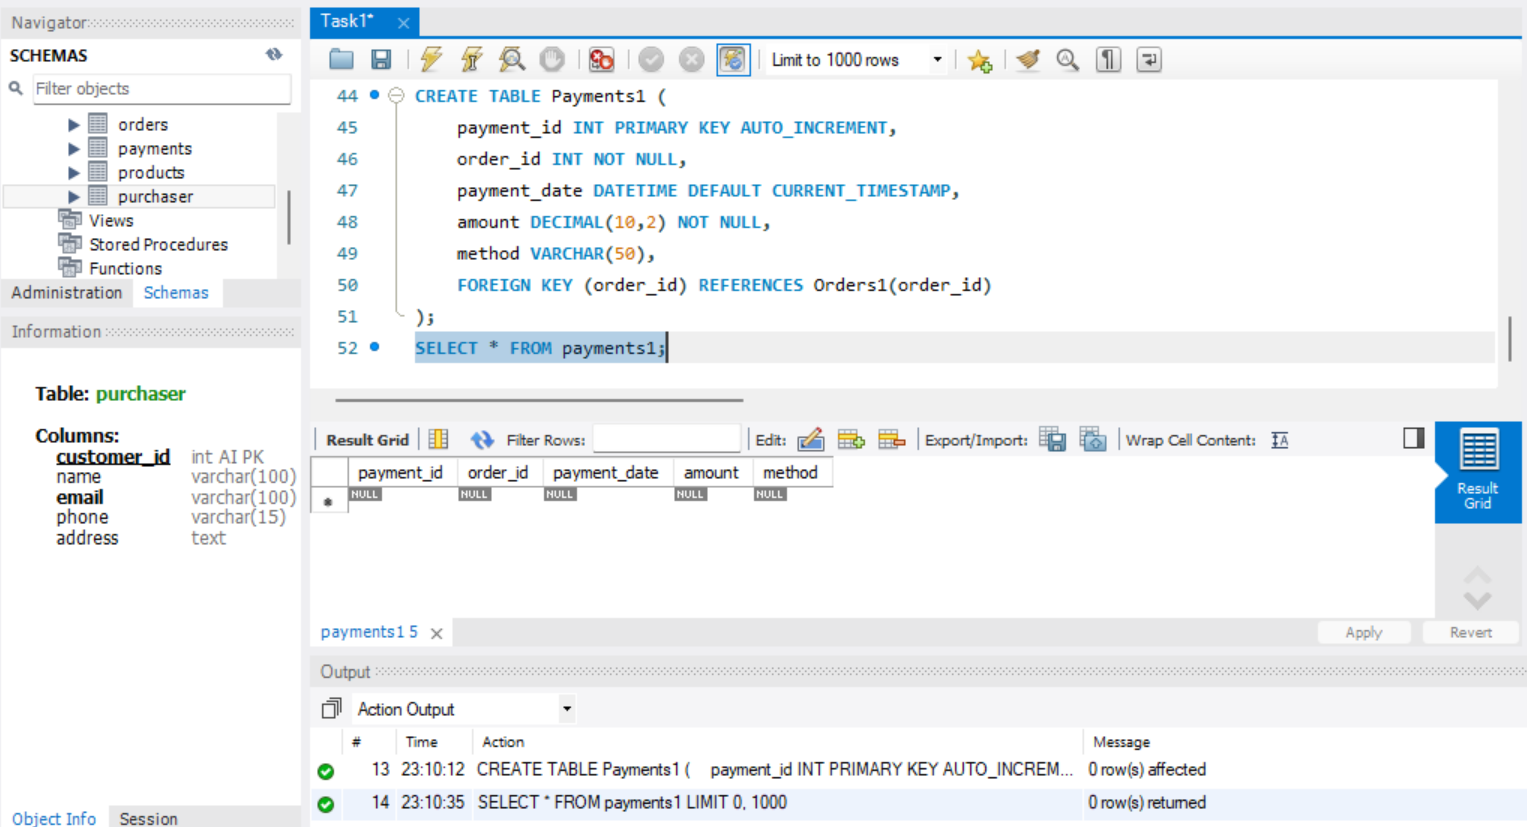 Navigator
SCHEMAS
Filter objects
orders
payments
products
purchaser
Views
Stored Procedures
Functions
Administration Schemas
Information
Table: purchaser
Columns:
customer_id int AI PK
name varchar(100)
email varchar(100)
phone varchar(15)
address text
Object Info Session
Task1*
Limit to 1000 rows
44 CREATE TABLE Payments1 (
45 payment_id INT PRIMARY KEY AUTO_INCREMENT,
46 order_id INT NOT NULL,
47 payment_date DATETIME DEFAULT CURRENT_TIMESTAMP,
48 amount DECIMAL(10,2) NOT NULL,
49 method VARCHAR(50),
50 FOREIGN KEY (order_id) REFERENCES Orders1(order_id)
51 );
52 SELECT * FROM payments1;
Result Grid Filter Rows: Edit: Export/Import: Wrap Cell Content: IA
payment_id order_id payment_date amount method
* NULL NULL NULL NULL NULL
Result
Grid
payments1 5
Apply Revert
Output
Action Output
# Time Action Message
13 23:10:12 CREATE TABLE Payments1 ( payment_id INT PRIMARY KEY AUTO_INCREM... 0 row(s) affected
14 23:10:35 SELECT * FROM payments1 LIMIT 0, 1000 0 row(s) returned